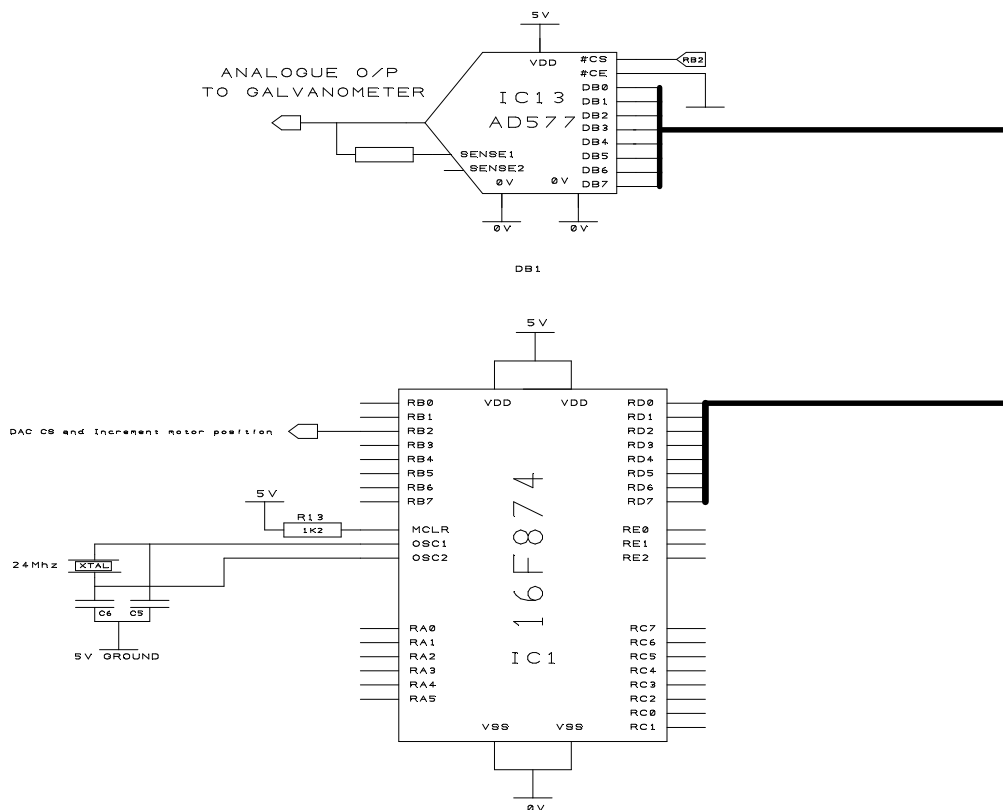 5V
VDD
#CS
RB2
#CE
ANALOGUE O/P
TO GALVANOMETER
IC13
AD577
DB0
DB1
DB2
DB3
DB4
DB5
DB6
DB7
SENSE1
SENSE2
0V
0V
0V
0V
DB1
5V
VDD
VDD
RB0
RB1
RB2
RB3
RB4
RB5
RB6
RB7
RD0
RD1
RD2
RD3
RD4
RD5
RD6
RD7
DAC CS and Increment motor position
5V
R13
1K2
MCLR
OSC1
OSC2
RE0
RE1
RE2
24Mhz
XTAL
C6
C5
5V GROUND
16F874
IC1
RA0
RA1
RA2
RA3
RA4
RA5
RC7
RC6
RC5
RC4
RC3
RC2
RC0
RC1
VSS
VSS
0V